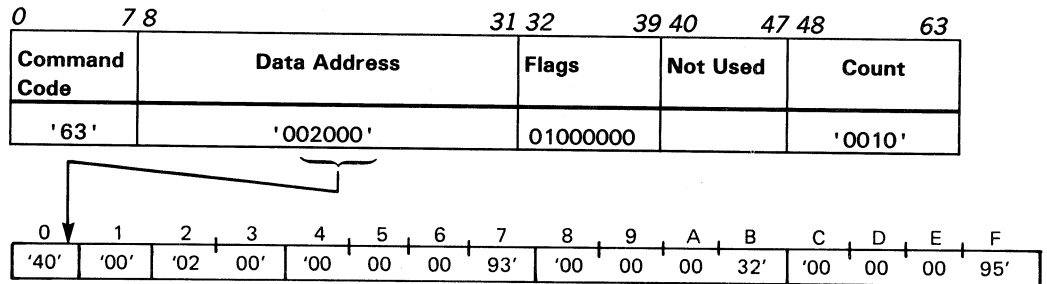 0 7 8 31 32 39 40 47 48 63
Command Code Data Address Flags Not Used Count
'63' '002000' 01000000 '0010'
0 1 2 3 4 5 6 7 8 9 A B C D E F
'40' '00' '02 00' '00 00 00 93' '00 00 00 32' '00 00 00 95'